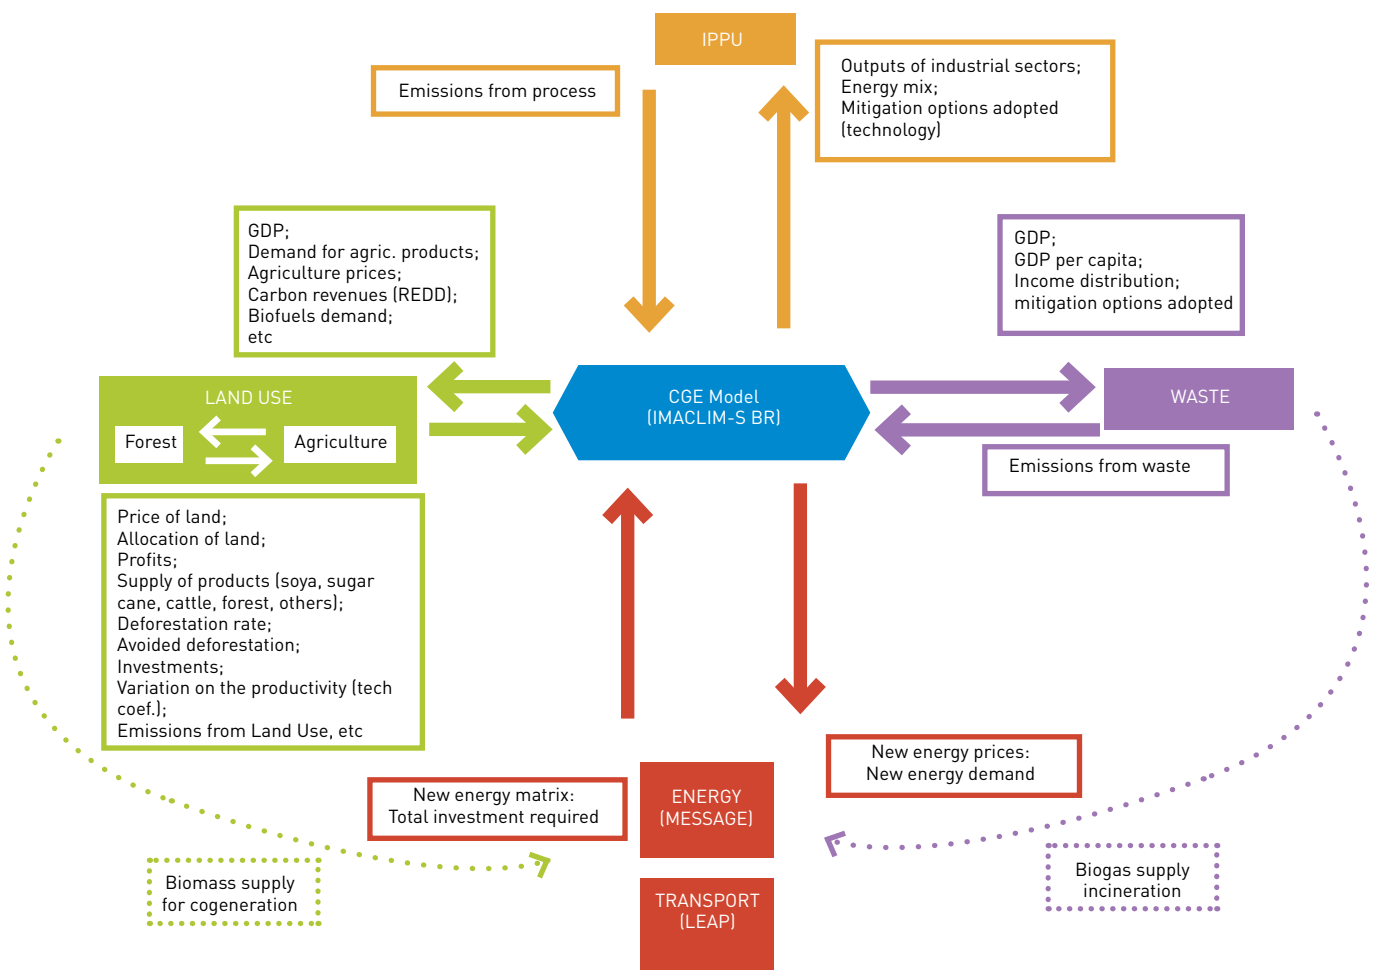 IPPU
Emissions from process
Outputs of industrial sectors;
Energy mix;
Mitigation options adopted
(technology)
GDP;
Demand for agric. products;
Agriculture prices;
Carbon revenues (REDD);
Biofuels demand;
etc
GDP;
GDP per capita;
Income distribution;
mitigation options adopted
LAND USE
Forest
Agriculture
CGE Model
(IMACLIM-S BR)
WASTE
Emissions from waste
Price of land;
Allocation of land;
Profits;
Supply of products (soya, sugar
cane, cattle, forest, others);
Deforestation rate;
Avoided deforestation;
Investments;
Variation on the productivity (tech
coef.);
Emissions from Land Use, etc
New energy prices:
New energy demand
New energy matrix:
Total investment required
ENERGY
(MESSAGE)
Biomass supply
for cogeneration
Biogas supply
incineration
TRANSPORT
(LEAP)